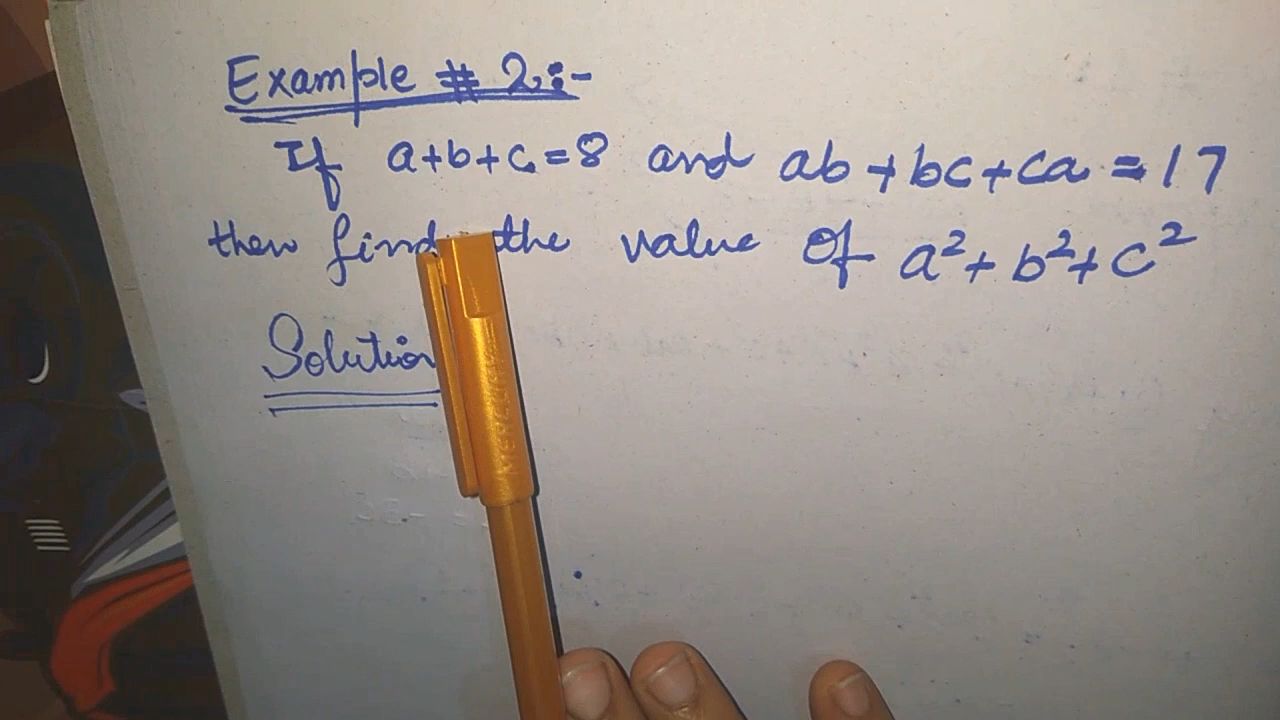 Example # 2:-
If a+b+c=8 and ab+bc+ca=17
then find the value of a²+b²+c²
Solution